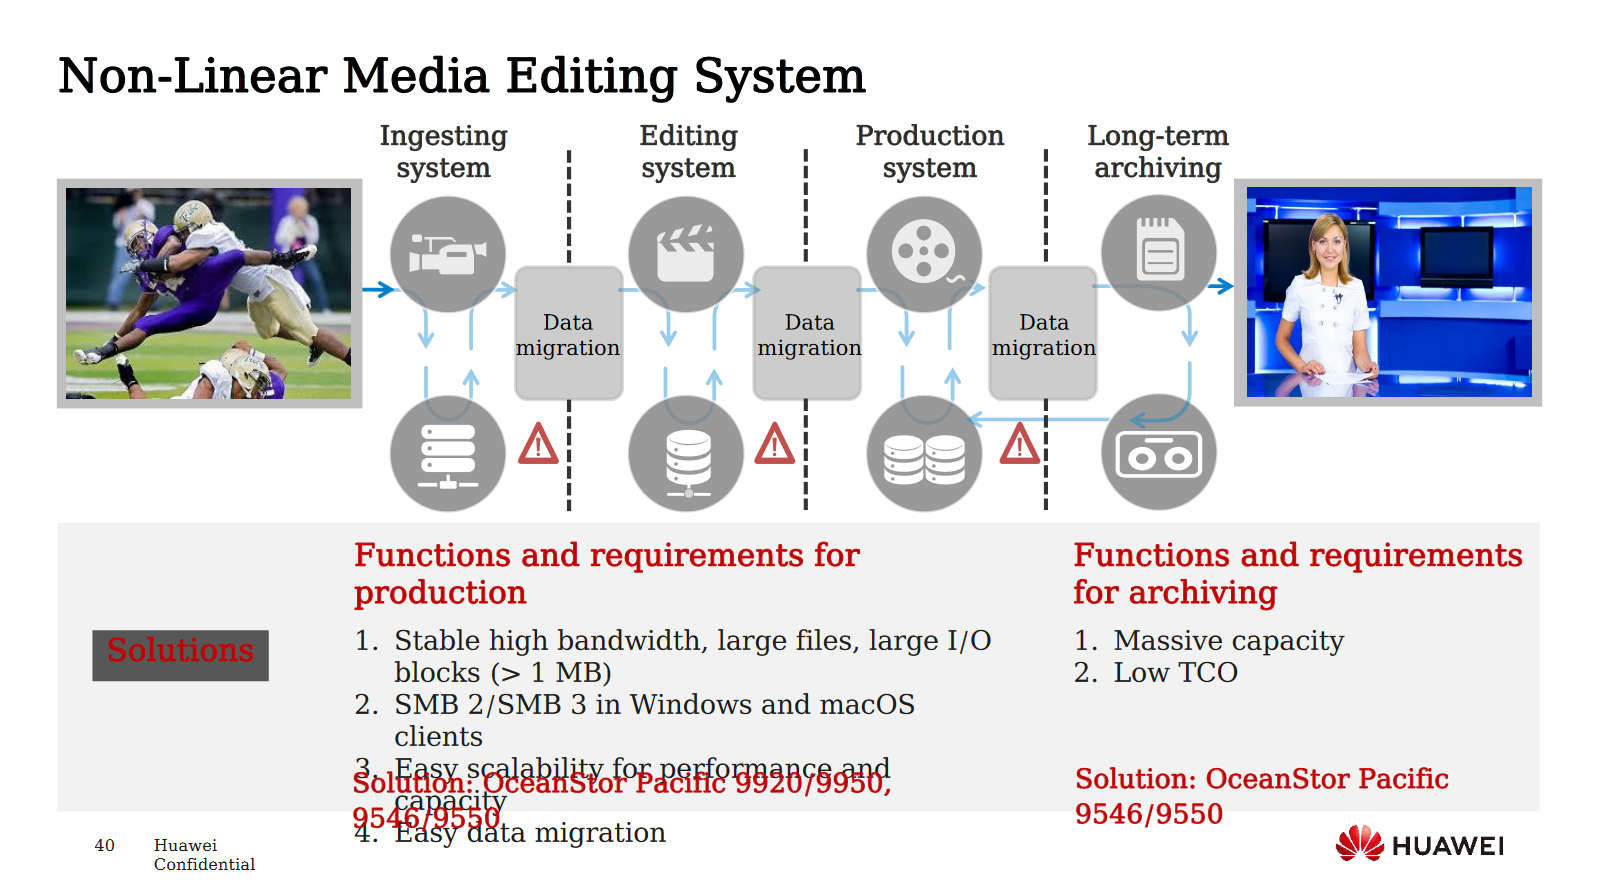 Non-Linear Media Editing System
Ingesting
system
Editing
system
Production
system
Long-term
archiving
Data
migration
Data
migration
Data
migration
Solutions
Functions and requirements for
production
1. Stable high bandwidth, large files, large I/O
blocks (> 1 MB)
2. SMB 2/SMB 3 in Windows and macOS
clients
3. Easy scalability for performance and
capacity
4. Easy data migration
Solution: OceanStor Pacific 9920/9950,
9546/9550
Functions and requirements
for archiving
1. Massive capacity
2. Low TCO
Solution: OceanStor Pacific
9546/9550
40
Huawei
Confidential
HUAWEI